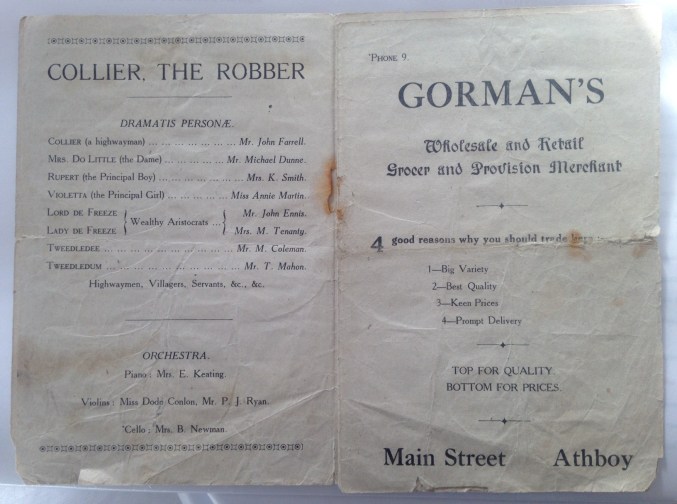 COLLIER, THE ROBBER
DRAMATIS PERSONÆ.
COLLIER (a highwayman) ... ... ... ... ... ... ... Mr. John Farrell.
MRS. DO LITTLE (the Dame) ... ... ... ... ... Mr. Michael Dunne.
RUPERT (the Principal Boy) ... ... ... ... ... ... Mrs. K. Smith.
VIOLETTA (the Principal Girl) ... ... ... ... Miss Annie Martin.
LORD DE FREEZE } Wealthy Aristocrats ... { Mr. John Ennis.
LADY DE FREEZE Mrs. M. Tenanty.
TWEEDLEDEE ... ... ... ... ... ... ... ... ... Mr. M. Coleman.
TWEEDLEDUM ... ... ... ... ... ... ... ... ... Mr. T. Mahon.
Highwaymen, Villagers, Servants, &c., &c.
ORCHESTRA.
Piano : Mrs. E. Keating.
Violins : Miss Dode Conlon, Mr. P. J. Ryan.
'Cello : Mrs. B. Newman.
'PHONE 9.
GORMAN'S
Wholesale and Retail
Grocer and Provision Merchant
4 good reasons why you should trade here
1—Big Variety
2—Best Quality
3—Keen Prices
4—Prompt Delivery
TOP FOR QUALITY
BOTTOM FOR PRICES.
Main Street Athboy